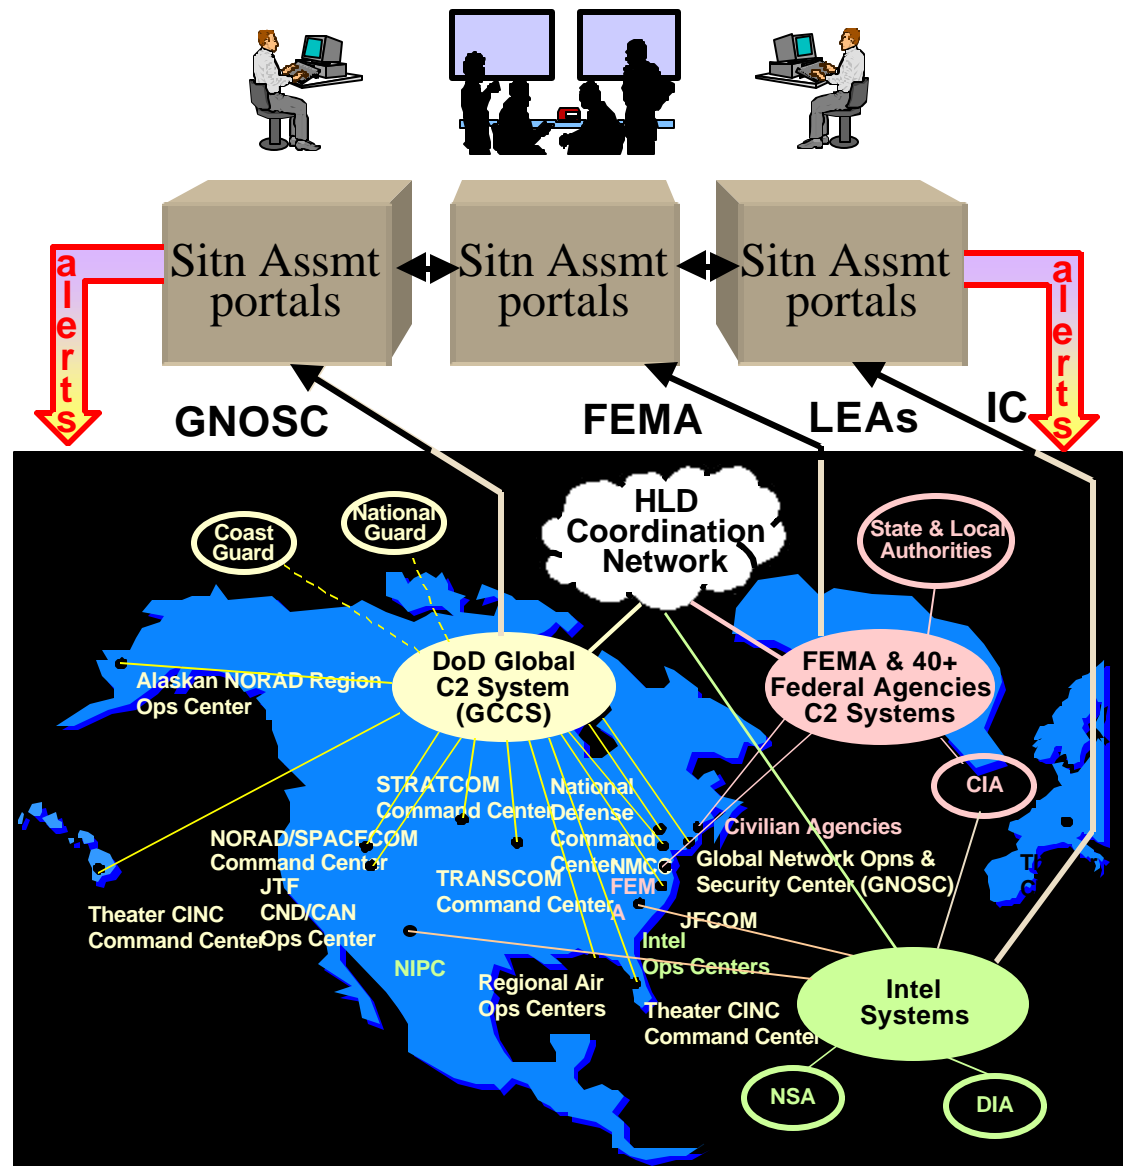 Sitn Assmt
portals
Sitn Assmt
portals
Sitn Assmt
portals
alerts
alerts
GNOSC
FEMA
LEAs
IC
HLD
Coordination
Network
Coast
Guard
National
Guard
State & Local
Authorities
DoD Global
C2 System
(GCCS)
FEMA & 40+
Federal Agencies
C2 Systems
Alaskan NORAD Region
Ops Center
CIA
STRATCOM
Command Center
National
Defense
Command
Center
NMCC
NORAD/SPACECOM
Command Center
JTF
CND/CAN
Ops Center
TRANSCOM
Command Center
FEM
A
Civilian Agencies
Global Network Opns &
Security Center (GNOSC)
Theater CINC
Command Center
JFCOM
NIPC
Intel
Ops Centers
Regional Air
Ops Centers
Theater CINC
Command Center
Intel
Systems
NSA
DIA